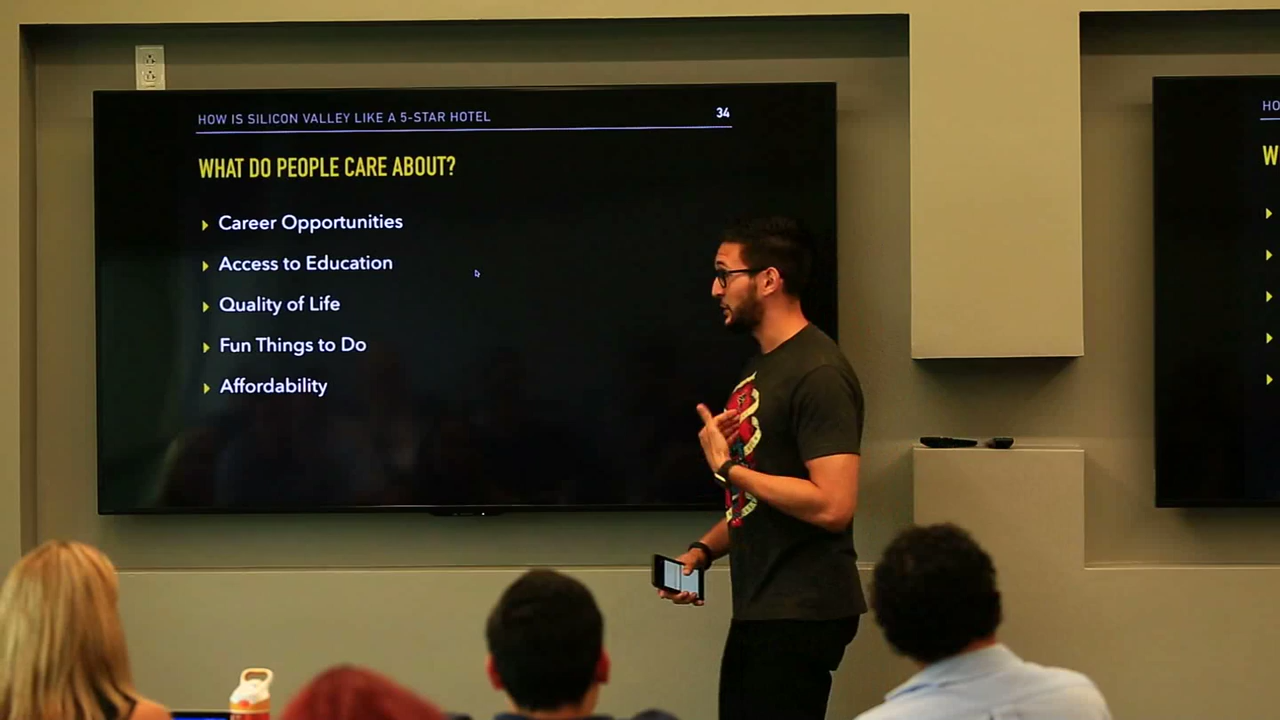 HOW IS SILICON VALLEY LIKE A 5-STAR HOTEL
34
WHAT DO PEOPLE CARE ABOUT?
Career Opportunities
Access to Education
Quality of Life
Fun Things to Do
Affordability
HO
W